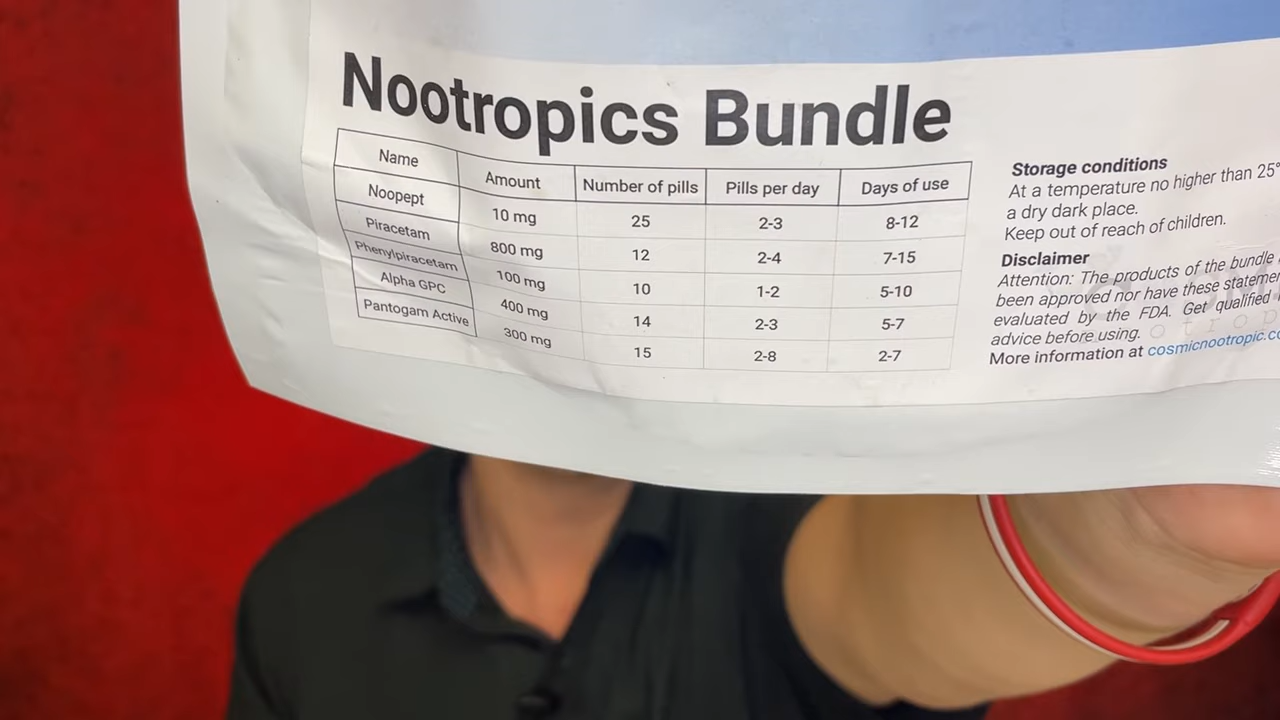 Nootropics Bundle
Name Amount Number of pills Pills per day Days of use
Noopept 10 mg 25 2-3 8-12
Piracetam 800 mg 12 2-4 7-15
Phenylpiracetam 100 mg 10 1-2 5-10
Alpha GPC 400 mg 14 2-3 5-7
Pantogam Active 300 mg 15 2-8 2-7
Storage conditions
At a temperature no higher than 25°
a dry dark place.
Keep out of reach of children.
Disclaimer
Attention: The products of the bundle
been approved nor have these
evaluated by the FDA. Get qualified
advice before using.
More information at